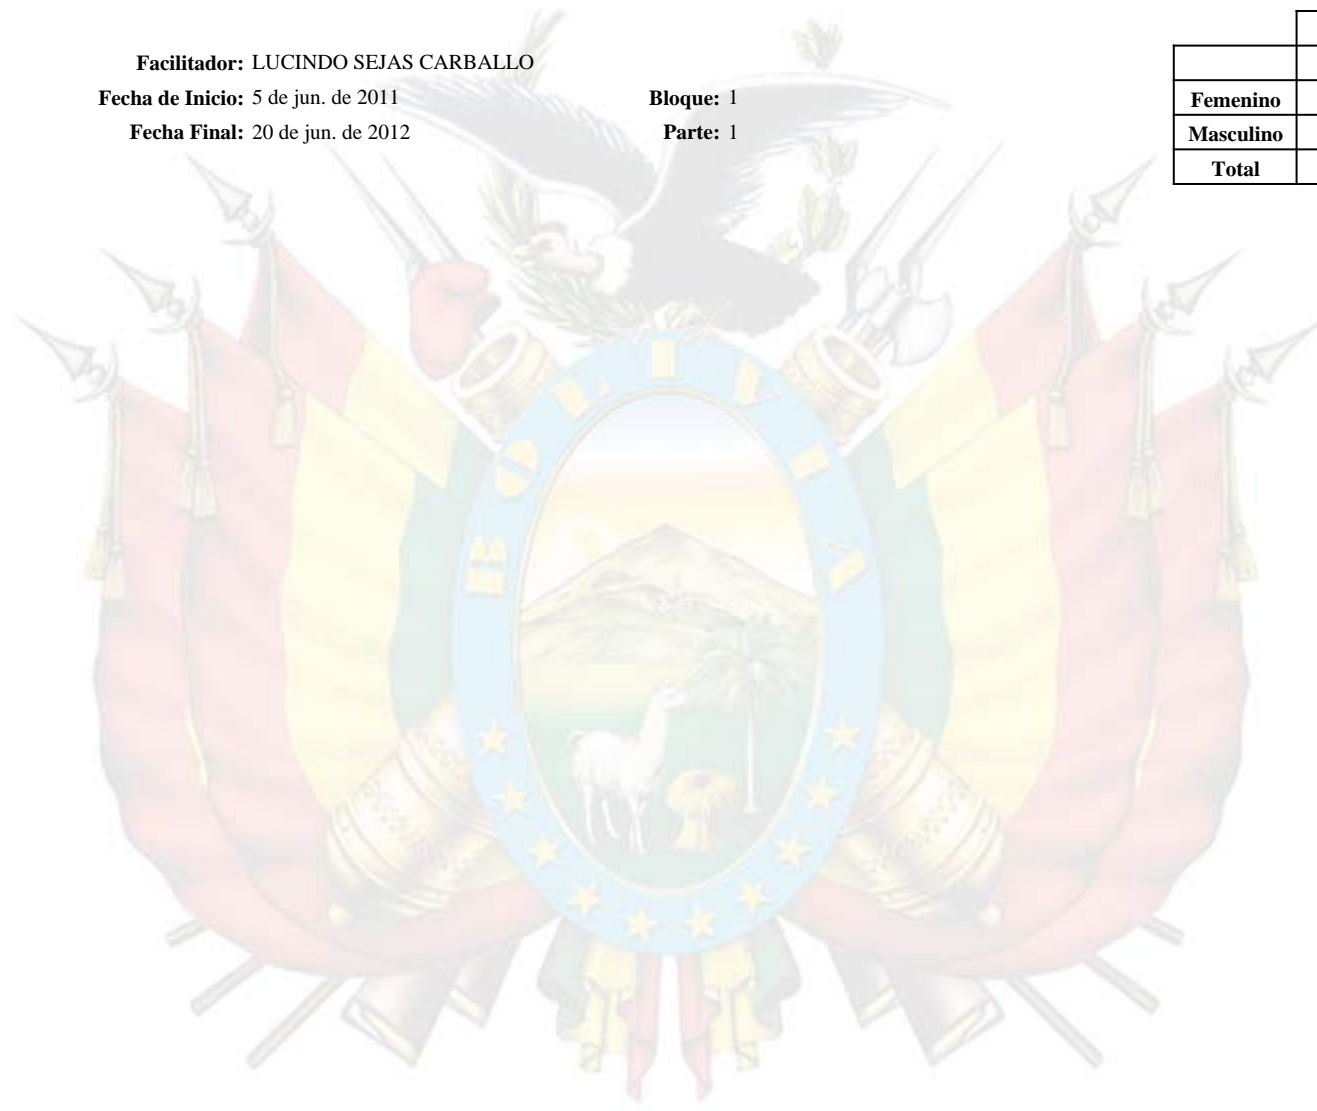 Facilitador: LUCINDO SEJAS CARBALLO
Fecha de Inicio: 5 de jun. de 2011 Bloque: 1
Fecha Final: 20 de jun. de 2012 Parte: 1
Femenino
Masculino
Total
BOLIVIA